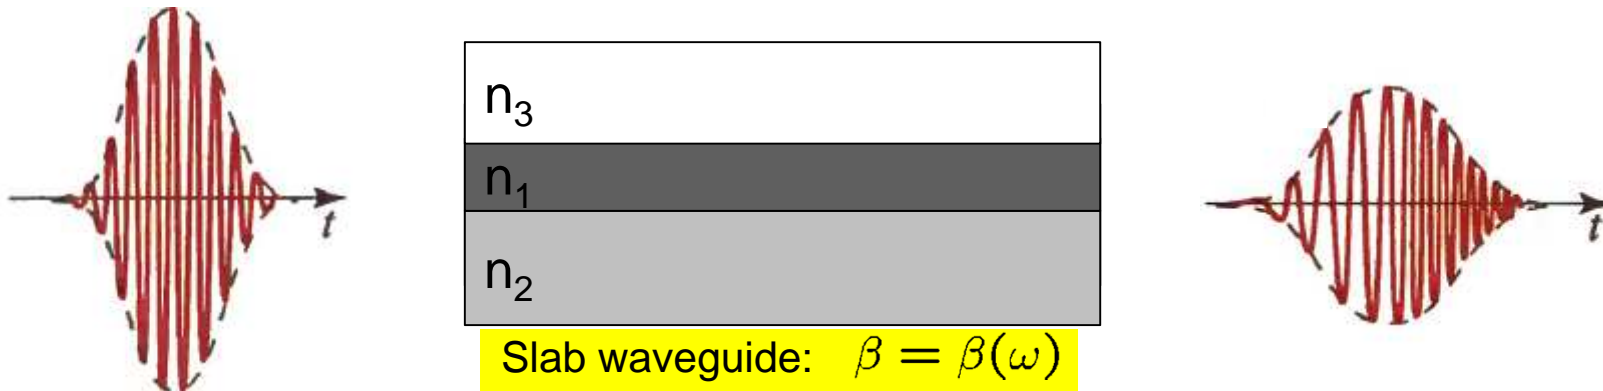 n₃
n₁
t
t
n₂
Slab waveguide: β = β(ω)